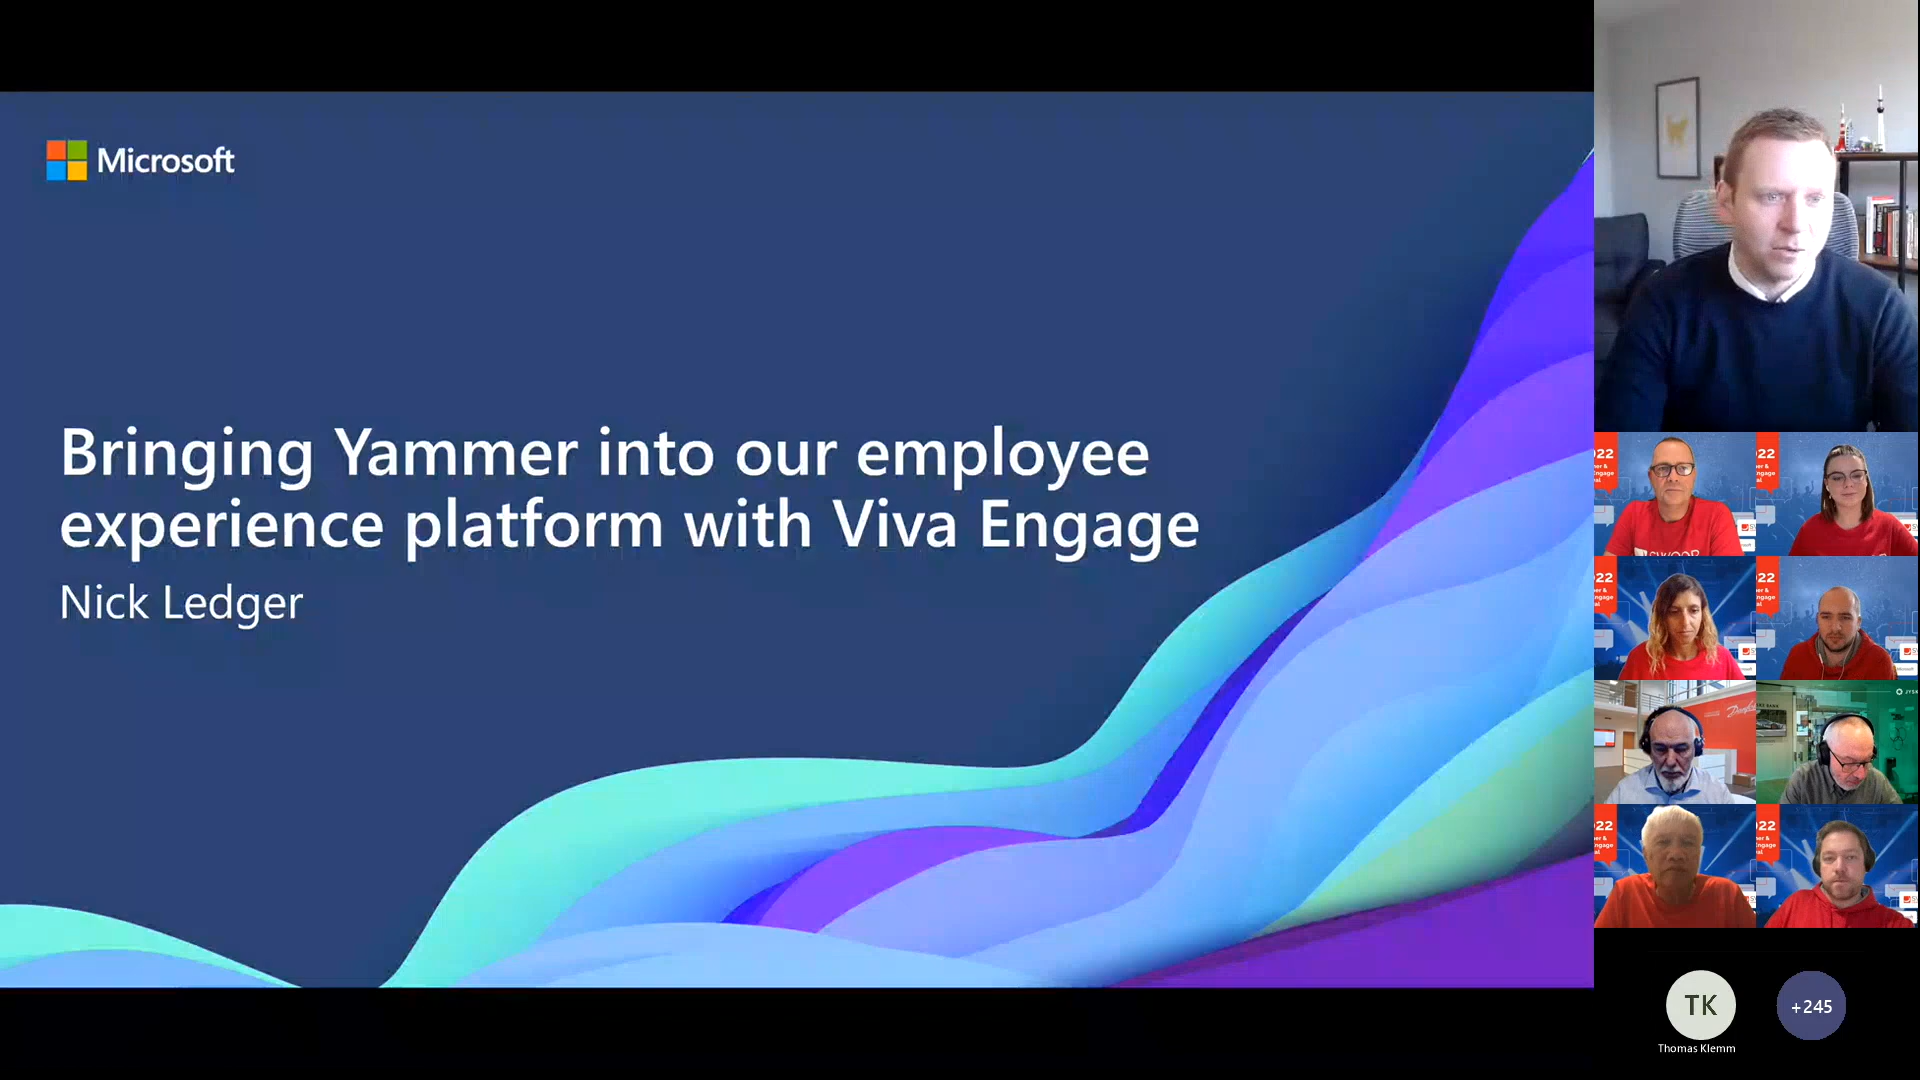 Microsoft
Bringing Yammer into our employee
experience platform with Viva Engage
Nick Ledger
TK
Thomas Klemm
+245